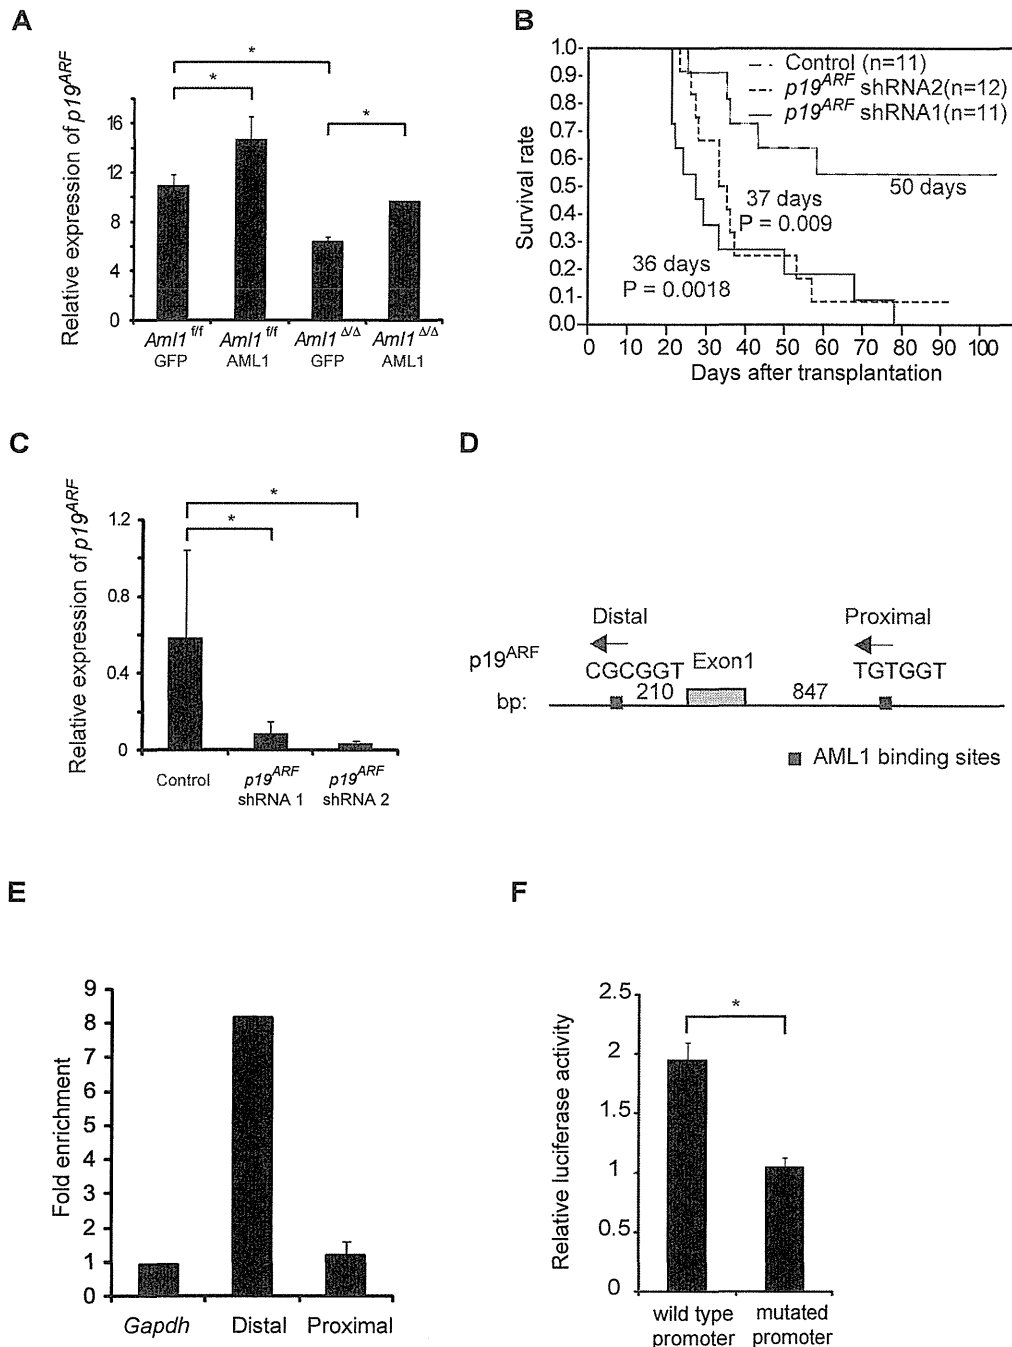 A
Relative expression of p19ARF
16
12
8
4
0
*
*
*
Aml1 f/f
GFP
Aml1 f/f
AML1
Aml1 Δ/Δ
GFP
Aml1 Δ/Δ
AML1
B
Survival rate
1.0
0.9
0.8
0.7
0.6
0.5
0.4
0.3
0.2
0.1
0.0
Control (n=11)
p19ARF shRNA2(n=12)
p19ARF shRNA1(n=11)
50 days
37 days
P = 0.009
36 days
P = 0.0018
0 10 20 30 40 50 60 70 80 90 100
Days after transplantation
C
Relative expression of p19ARF
1.2
0.8
0.4
0
*
*
Control
p19ARF
shRNA 1
p19ARF
shRNA 2
D
Distal
Proximal
p19ARF
CGCGGT
Exon1
TGTGGT
bp:
210
847
AML1 binding sites
E
Fold enrichment
9
8
7
6
5
4
3
2
1
0
Gapdh
Distal
Proximal
F
Relative luciferase activity
2.5
2
1.5
1
0.5
0
*
wild type
promoter
mutated
promoter